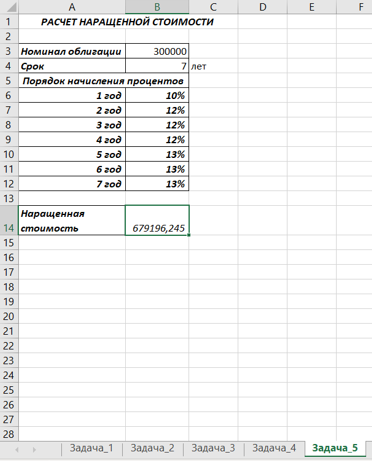 A B C D E F
1 РАСЧЕТ НАРАЩЕННОЙ СТОИМОСТИ
2
3 Номинал облигации 300000
4 Срок 7 лет
5 Порядок начисления процентов
6 1 год 10%
7 2 год 12%
8 3 год 12%
9 4 год 12%
10 5 год 13%
11 6 год 13%
12 7 год 13%
13
Наращенная
14 стоимость 679196,245
15
16
17
18
19
20
21
22
23
24
25
26
27
28
Задача_1 Задача_2 Задача_3 Задача_4 Задача_5